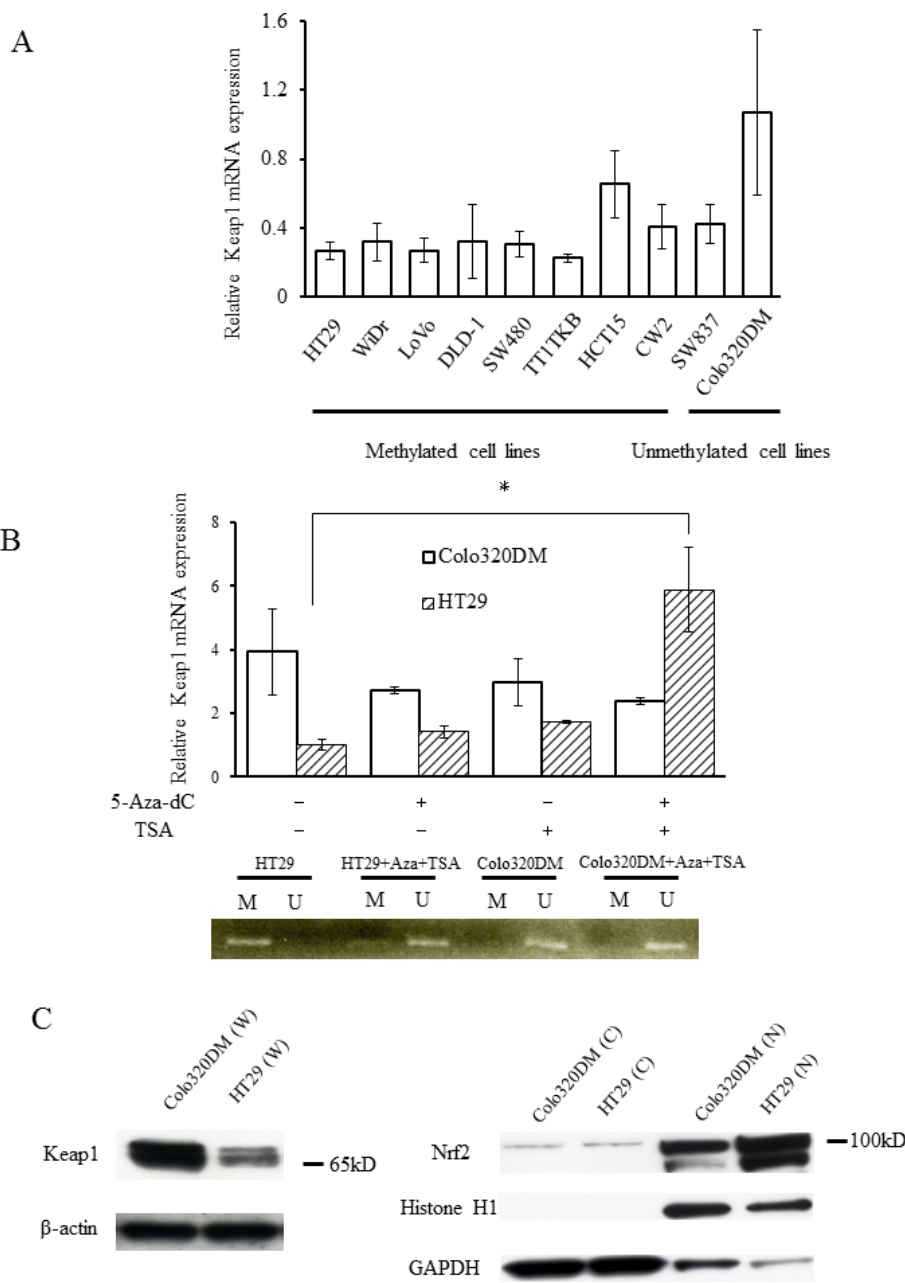 A
Relative Keap1 mRNA expression
1.6
1.2
0.8
0.4
0
HT29
WiDr
LoVo
DLD-1
SW480
TT1TKB
HCT15
CW2
SW837
Colo320DM
Methylated cell lines
Unmethylated cell lines
B
*
Relative Keap1 mRNA expression
8
6
4
2
0
Colo320DM
HT29
5-Aza-dC − + − +
TSA − − + +
HT29 HT29+Aza+TSA Colo320DM Colo320DM+Aza+TSA
M U M U M U M U
C
Colo320DM (W)
HT29 (W)
Keap1
65kD
β-actin
Colo320DM (C)
HT29 (C)
Colo320DM (N)
HT29 (N)
Nrf2
100kD
Histone H1
GAPDH